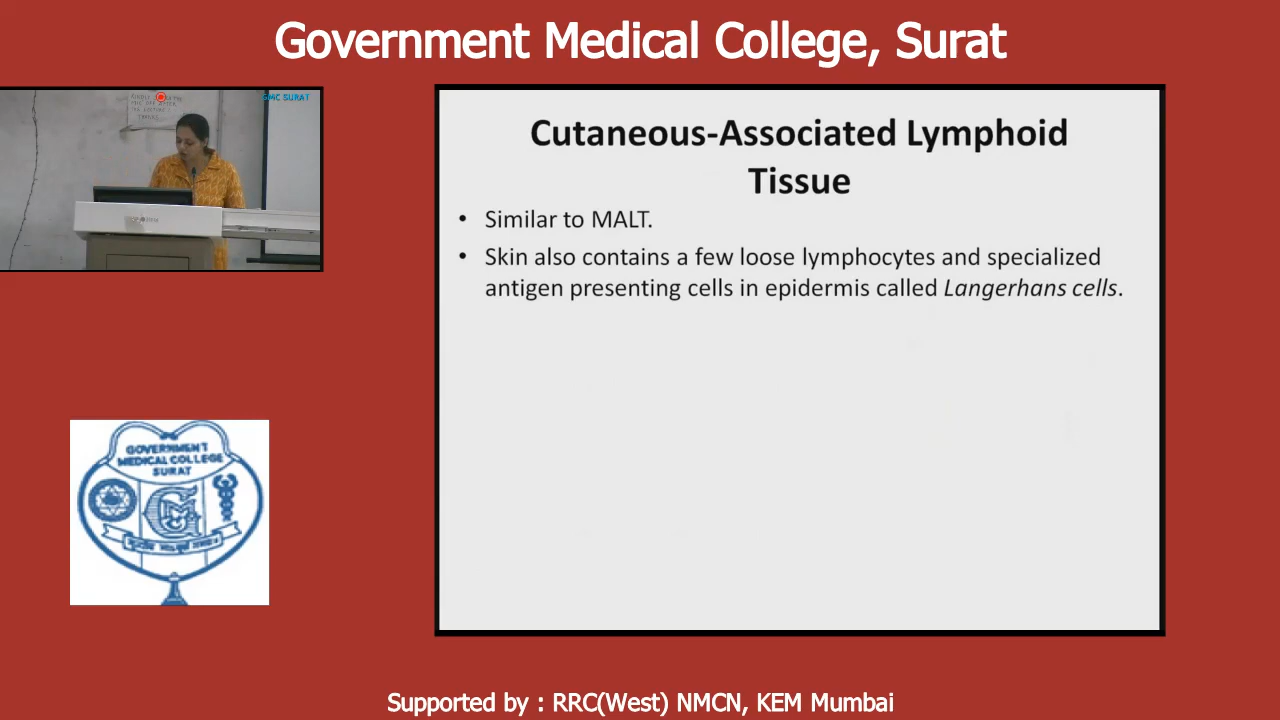 Government Medical College, Surat
GMC SURAT
Cutaneous-Associated Lymphoid
Tissue
• Similar to MALT.
• Skin also contains a few loose lymphocytes and specialized
antigen presenting cells in epidermis called Langerhans cells.
GOVERNMENT
MEDICAL COLLEGE
SURAT
Supported by : RRC(West) NMCN, KEM Mumbai